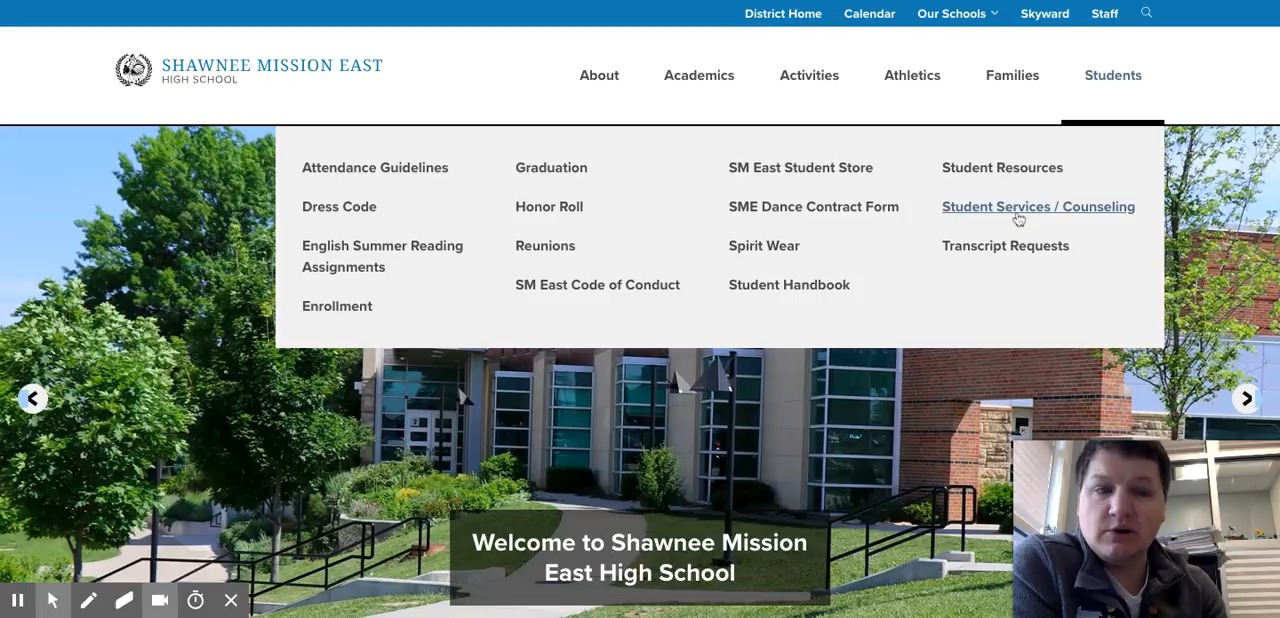 District Home Calendar Our Schools Skyward Staff
SHAWNEE MISSION EAST
HIGH SCHOOL
About Academics Activities Athletics Families Students
Attendance Guidelines
Dress Code
English Summer Reading
Assignments
Enrollment
Graduation
Honor Roll
Reunions
SM East Code of Conduct
SM East Student Store
SME Dance Contract Form
Spirit Wear
Student Handbook
Student Resources
Student Services / Counseling
Transcript Requests
2
Welcome to Shawnee Mission
East High School